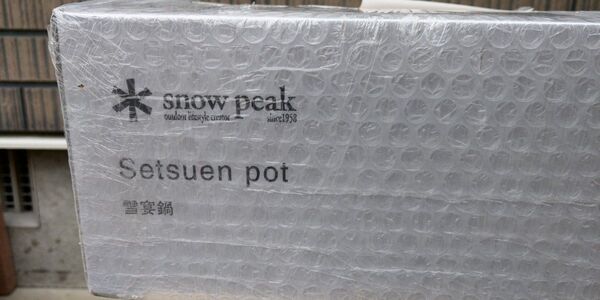 snow peak
outdoor lifestyle creator since1958
Setsuen pot
雪宴鍋